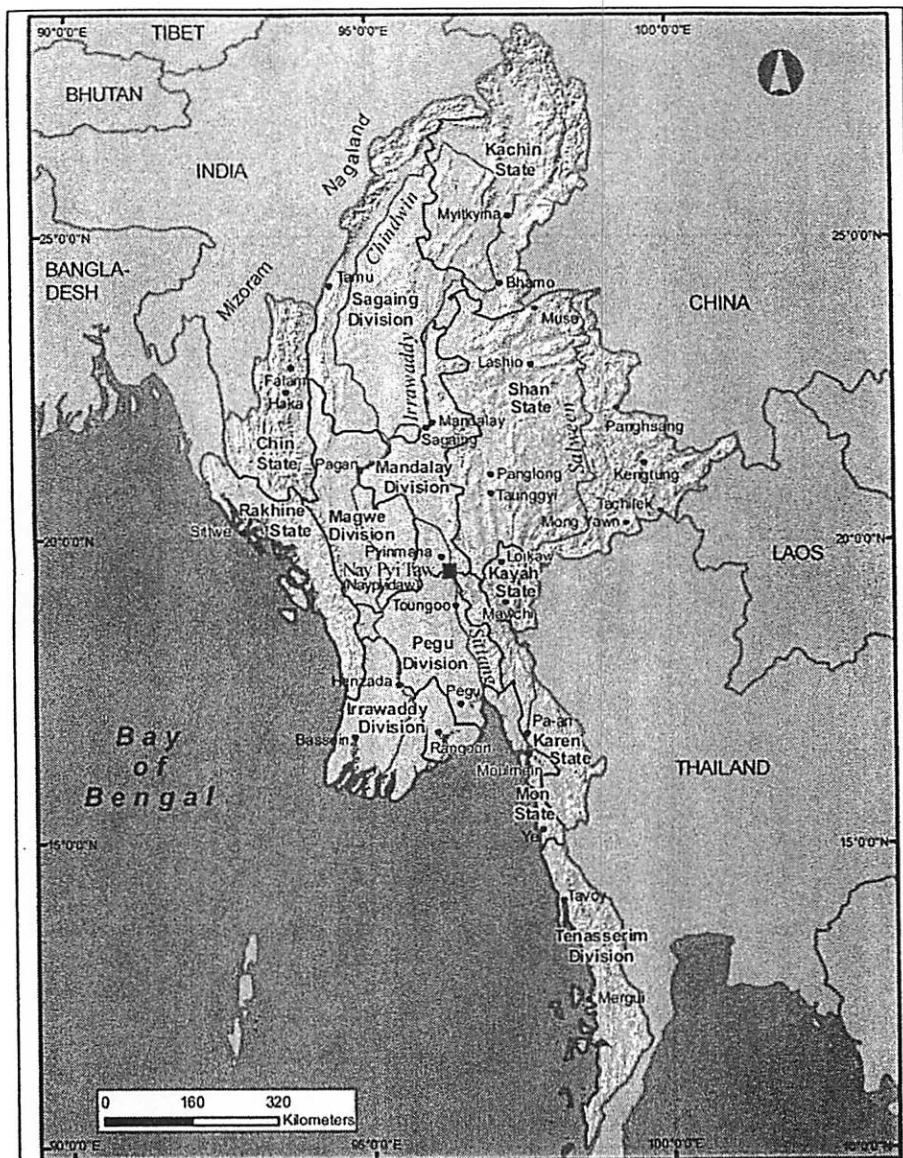 90°0'0"E
95°0'0"E
100°0'0"E
TIBET
BHUTAN
INDIA
Nagaland
Kachin
State
Myitkyina
Chindwin
25°0'0"N
25°0'0"N
BANGLA-
DESH
Mizoram
Tamu
Bhamo
Sagaing
Division
CHINA
Muse
Irrawaddy
Lashio
Falam
Haka
Shan
State
Salween
Mandalay
Sagaing
Panghsang
Chin
State
Pagan
Mandalay
Division
Panglong
Kengtung
Taunggyi
Tachilek
Rakhine
State
Magwe
Division
Mong Yawn
Sittwe
20°0'0"N
20°0'0"N
Pyinmana
Loikaw
LAOS
Nay Pyi Taw
(Naypyidaw)
Kayah
State
Toungoo
Mawchi
Pegu
Division
Sittang
Henzada
Pegu
Irrawaddy
Division
Pa-an
Bassein
Rangoon
Karen
State
Bay
of
Bengal
Moulmein
THAILAND
Mon
State
Ye
15°0'0"N
15°0'0"N
Tavoy
Tenasserim
Division
Mergui
0 160 320
Kilometers
90°0'0"E
95°0'0"E
100°0'0"E